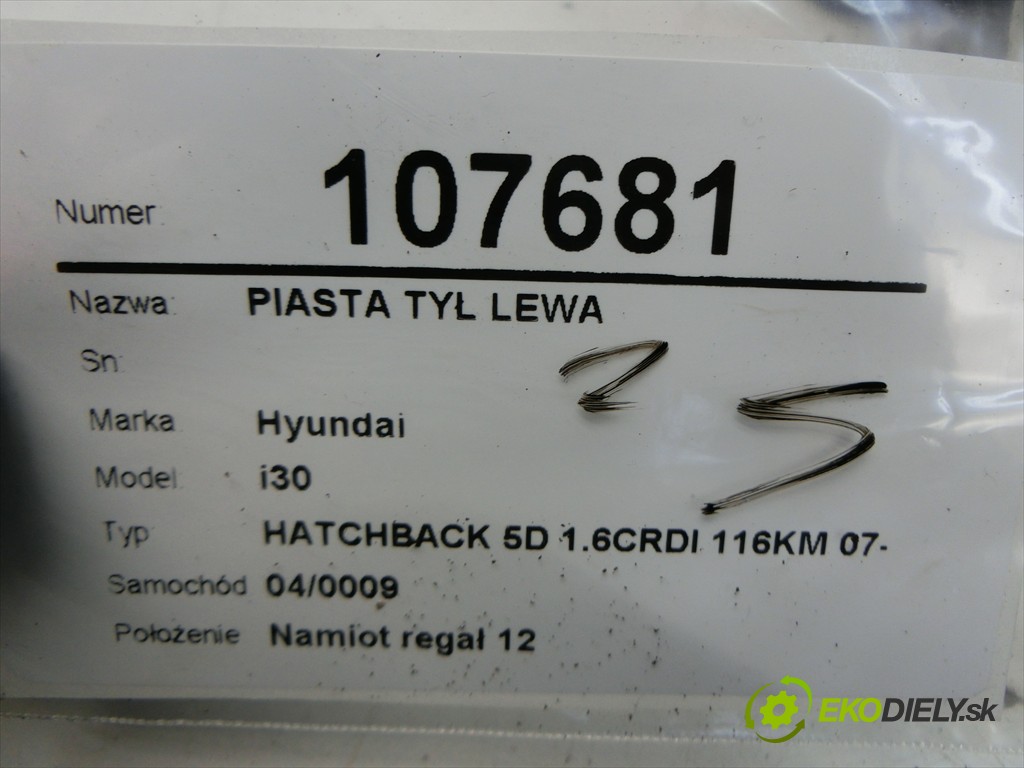 Numer: 107681
Nazwa: PIASTA TYŁ LEWA
Sn:
Marka Hyundai
Model: i30
Typ HATCHBACK 5D 1.6CRDI 116KM 07-
Samochód 04/0009
Położenie Namiot regał 12
25
EKODIELY.sk